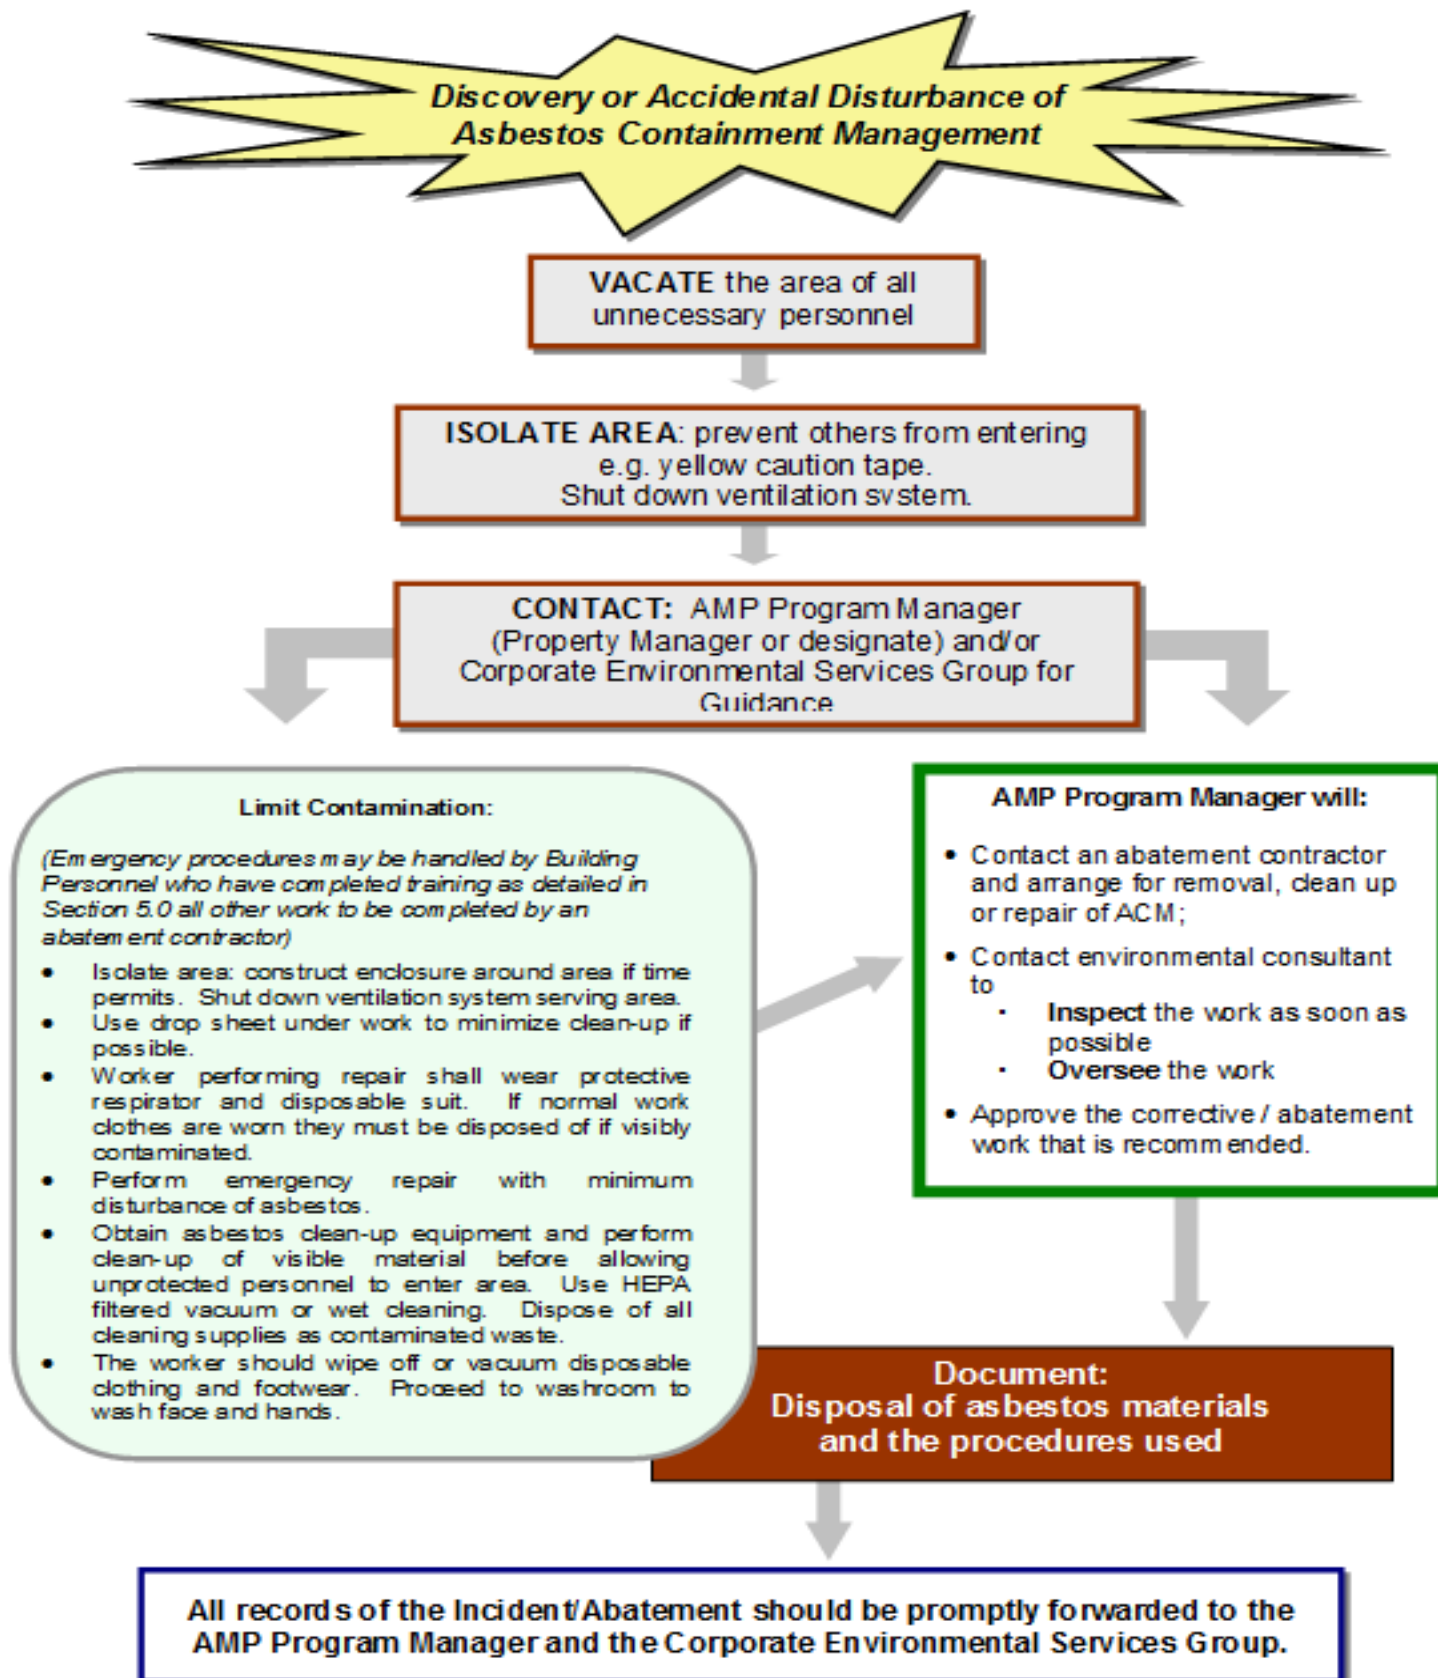 Discovery or Accidental Disturbance of
Asbestos Containment Management
VACATE the area of all
unnecessary personnel
ISOLATE AREA: prevent others from entering
e.g. yellow caution tape.
Shut down ventilation system.
CONTACT: AMP Program Manager
(Property Manager or designate) and/or
Corporate Environmental Services Group for
Guidance
Limit Contamination:
(Emergency procedures may be handled by Building
Personnel who have completed training as detailed in
Section 5.0 all other work to be completed by an
abatement contractor)
• Isolate area: construct enclosure around area if time
permits. Shut down ventilation system serving area.
• Use drop sheet under work to minimize clean-up if
possible.
• Worker performing repair shall wear protective
respirator and disposable suit. If normal work
clothes are worn they must be disposed of if visibly
contaminated.
• Perform emergency repair with minimum
disturbance of asbestos.
• Obtain asbestos clean-up equipment and perform
clean-up of visible material before allowing
unprotected personnel to enter area. Use HEPA
filtered vacuum or wet cleaning. Dispose of all
cleaning supplies as contaminated waste.
• The worker should wipe off or vacuum disposable
clothing and footwear. Proceed to washroom to
wash face and hands.
AMP Program Manager will:
• Contact an abatement contractor
and arrange for removal, clean up
or repair of ACM;
• Contact environmental consultant
to
▪ Inspect the work as soon as
possible
▪ Oversee the work
• Approve the corrective / abatement
work that is recommended.
Document:
Disposal of asbestos materials
and the procedures used
All records of the Incident/Abatement should be promptly forwarded to the
AMP Program Manager and the Corporate Environmental Services Group.